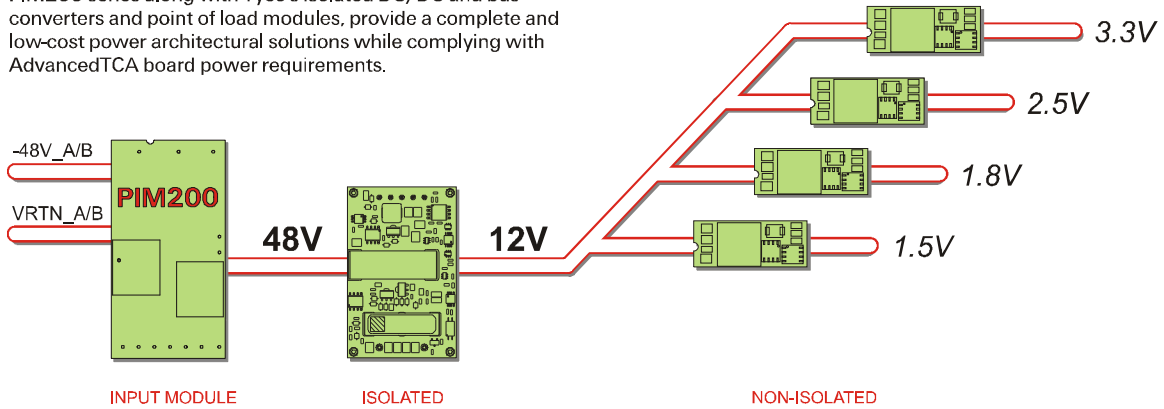 converters and point of load modules, provide a complete and
low-cost power architectural solutions while complying with
AdvancedTCA board power requirements.
3.3V
2.5V
-48V_A/B
PIM200
1.8V
VRTN_A/B
48V
12V
1.5V
INPUT MODULE
ISOLATED
NON-ISOLATED